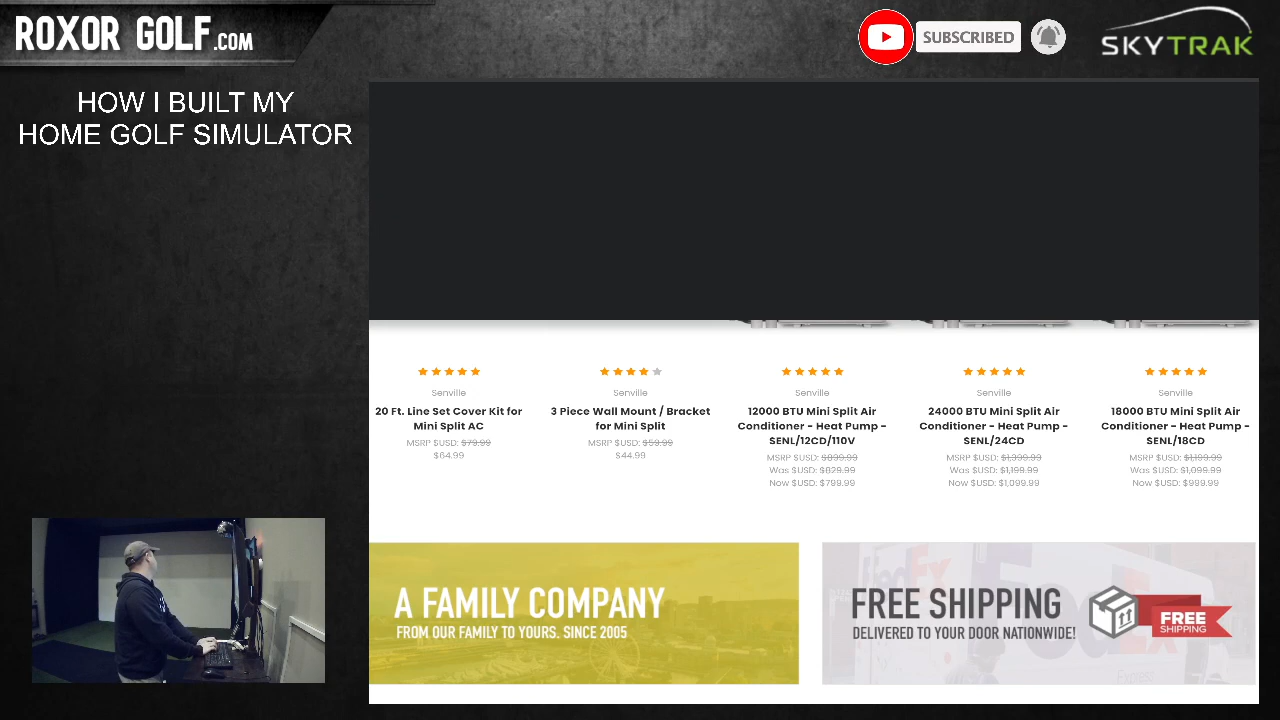 ROXOR GOLF.COM
SUBSCRIBED
SKYTRAK
HOW I BUILT MY
HOME GOLF SIMULATOR
Senville
20 Ft. Line Set Cover Kit for
Mini Split AC
MSRP $USD: $79.99
$64.99
Senville
3 Piece Wall Mount / Bracket
for Mini Split
MSRP $USD: $59.99
$44.99
Senville
12000 BTU Mini Split Air
Conditioner - Heat Pump -
SENL/12CD/110V
MSRP $USD: $899.99
Was $USD: $829.99
Now $USD: $799.99
Senville
24000 BTU Mini Split Air
Conditioner - Heat Pump -
SENL/24CD
MSRP $USD: $1,399.99
Was $USD: $1,199.99
Now $USD: $1,099.99
Senville
18000 BTU Mini Split Air
Conditioner - Heat Pump -
SENL/18CD
MSRP $USD: $1,199.99
Was $USD: $1,099.99
Now $USD: $999.99
A FAMILY COMPANY
FROM OUR FAMILY TO YOURS. SINCE 2005
FREE SHIPPING
DELIVERED TO YOUR DOOR NATIONWIDE!
FREE
SHIPPING
FedEx